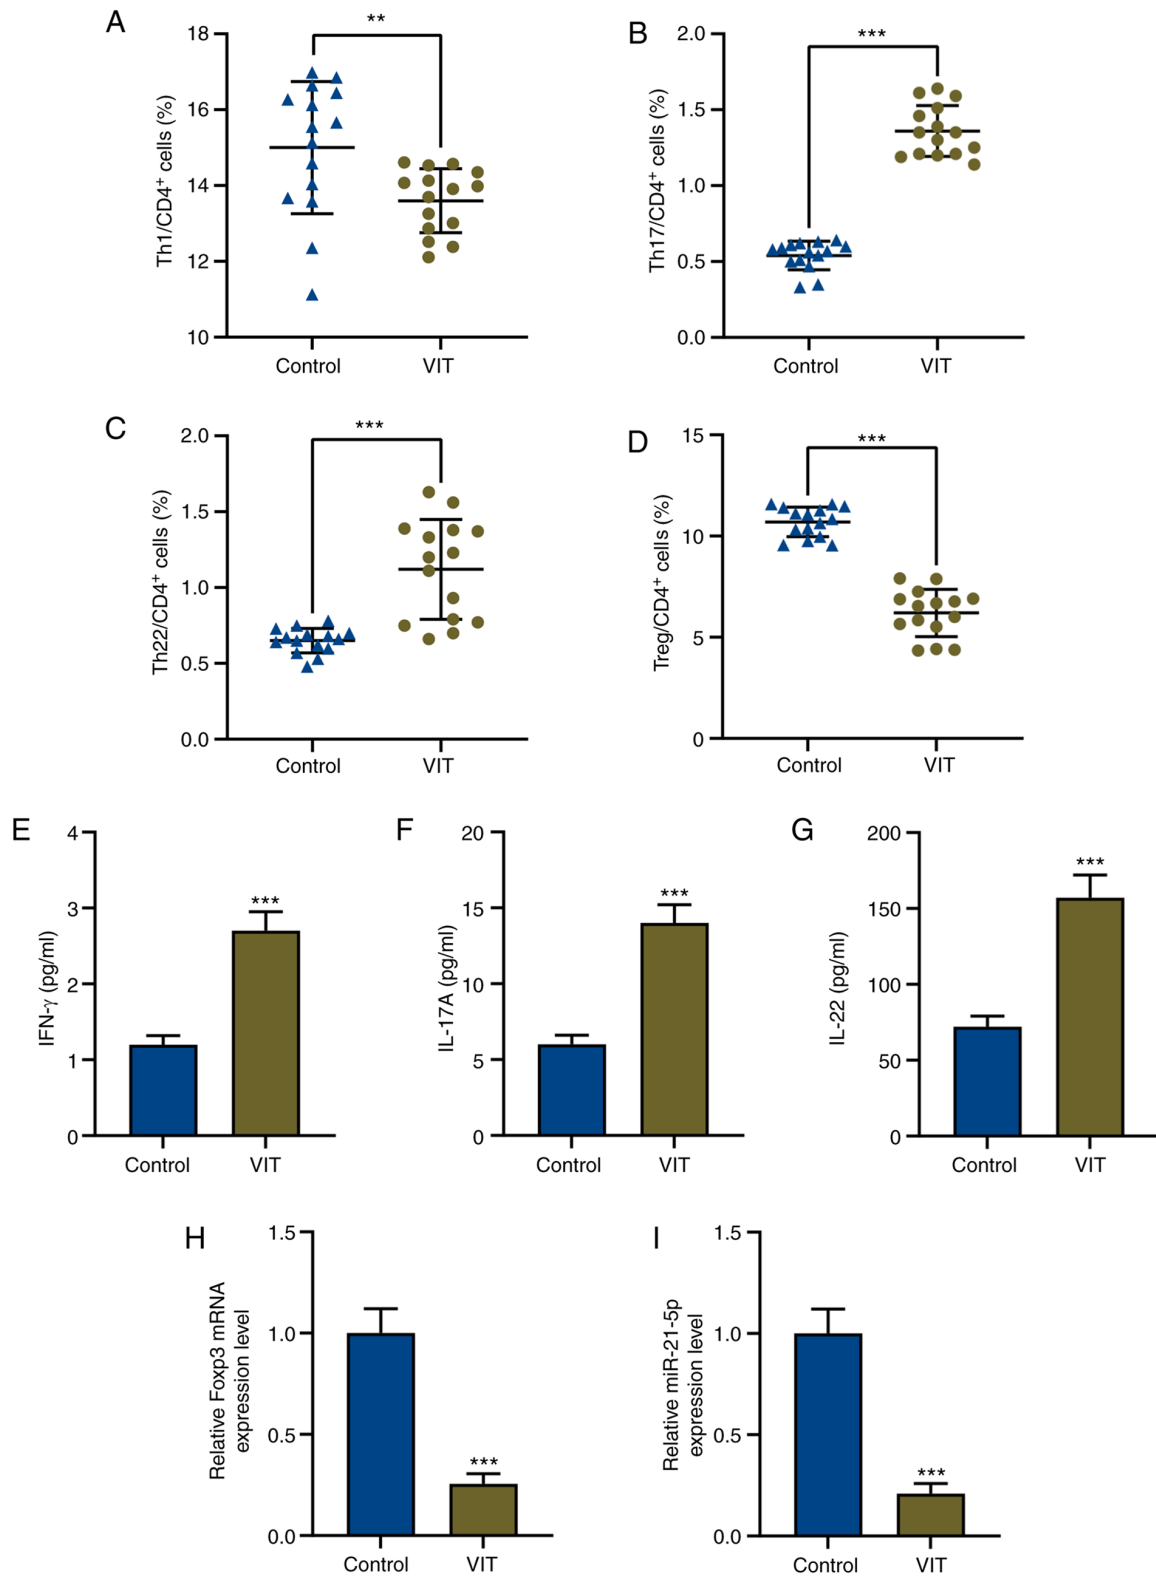 A
Th1/CD4+ cells (%)
18
16
14
12
10
**
Control
VIT
B
Th17/CD4+ cells (%)
2.0
1.5
1.0
0.5
0.0
***
Control
VIT
C
Th22/CD4+ cells (%)
2.0
1.5
1.0
0.5
0.0
***
Control
VIT
D
Treg/CD4+ cells (%)
15
10
5
0
***
Control
VIT
E
IFN-γ (pg/ml)
4
3
2
1
0
***
Control
VIT
F
IL-17A (pg/ml)
20
15
10
5
0
***
Control
VIT
G
IL-22 (pg/ml)
200
150
100
50
0
***
Control
VIT
H
Relative Foxp3 mRNA
expression level
1.5
1.0
0.5
0.0
***
Control
VIT
I
Relative miR-21-5p
expression level
1.5
1.0
0.5
0.0
***
Control
VIT